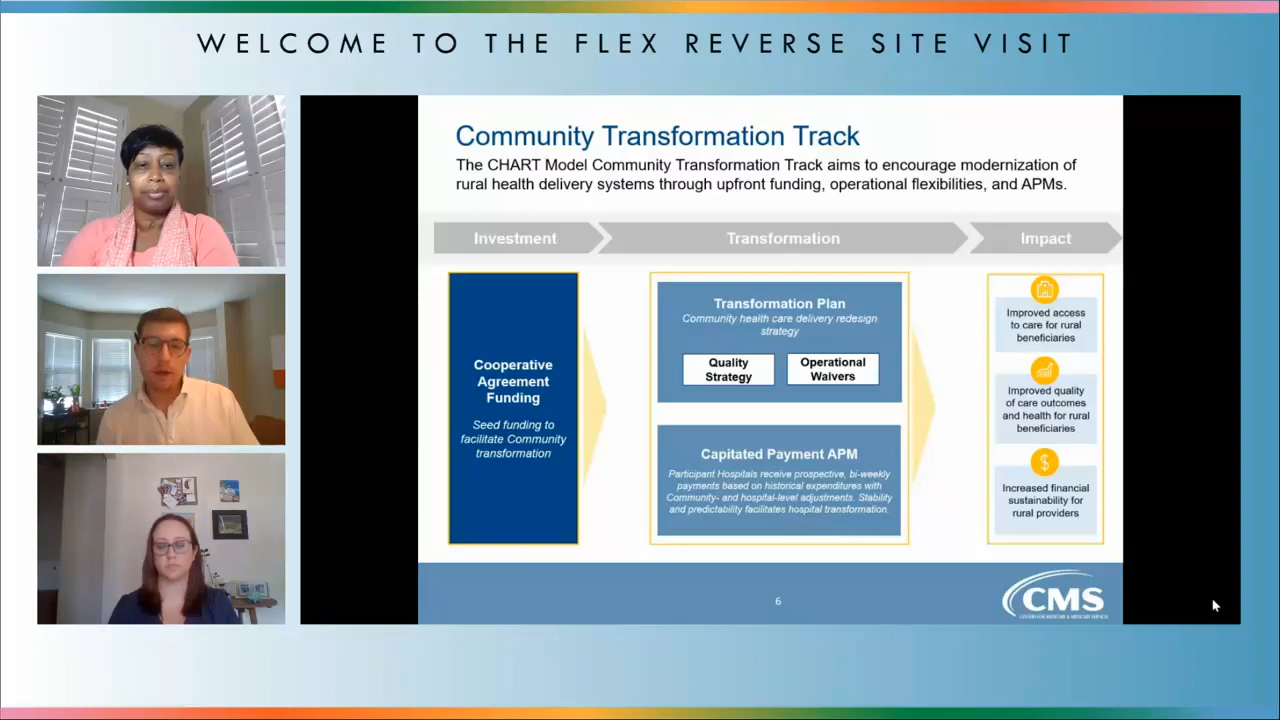 WELCOME TO THE FLEX REVERSE SITE VISIT
Community Transformation Track
The CHART Model Community Transformation Track aims to encourage modernization of
rural health delivery systems through upfront funding, operational flexibilities, and APMs.
Investment
Transformation
Impact
Cooperative
Agreement
Funding
Seed funding to
facilitate Community
transformation
Transformation Plan
Community health care delivery redesign
strategy
Quality
Strategy
Operational
Waivers
Capitated Payment APM
Participant Hospitals receive prospective, bi-weekly
payments based on historical expenditures with
Community- and hospital-level adjustments. Stability
and predictability facilitates hospital transformation.
Improved access
to care for rural
beneficiaries
Improved quality
of care outcomes
and health for rural
beneficiaries
$
Increased financial
sustainability for
rural providers
6
CMS
CENTERS FOR MEDICARE & MEDICAID SERVICES